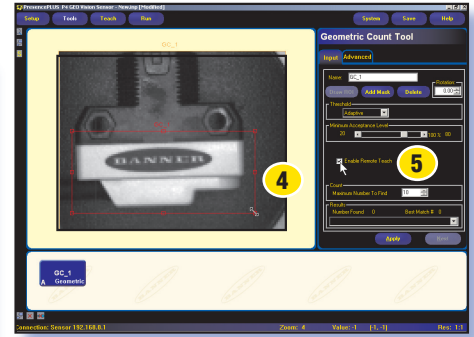 PresencePLUS P4 GEO Vision Sensor - New.inp [Modified]
Setup Tools Teach Run System Save Help
GC_1
BANNER
4
Geometric Count Tool
Input Advanced
Name: GC_1
Rotation
0.00
Show ROI Add Mask Delete
Threshold
Adaptive
Minimum Acceptance Level
20 100 % 80
Enable Remote Teach
5
Count
Maximum Number To Find 10
Results
Number Found 0 Best Match # 0
Apply Next
GC_1
A Geometric
Connection: Sensor 192.168.0.1 Zoom: 4 Value: -1 [-1, -1] Res: 1:1